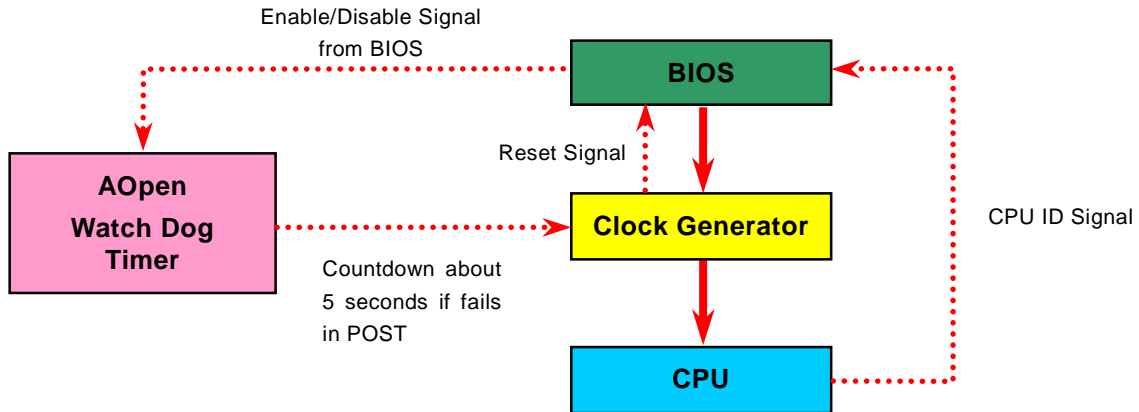 Enable/Disable Signal
from BIOS
BIOS
Reset Signal
AOpen
Watch Dog
Timer
Clock Generator
CPU ID Signal
Countdown about
5 seconds if fails
in POST
CPU